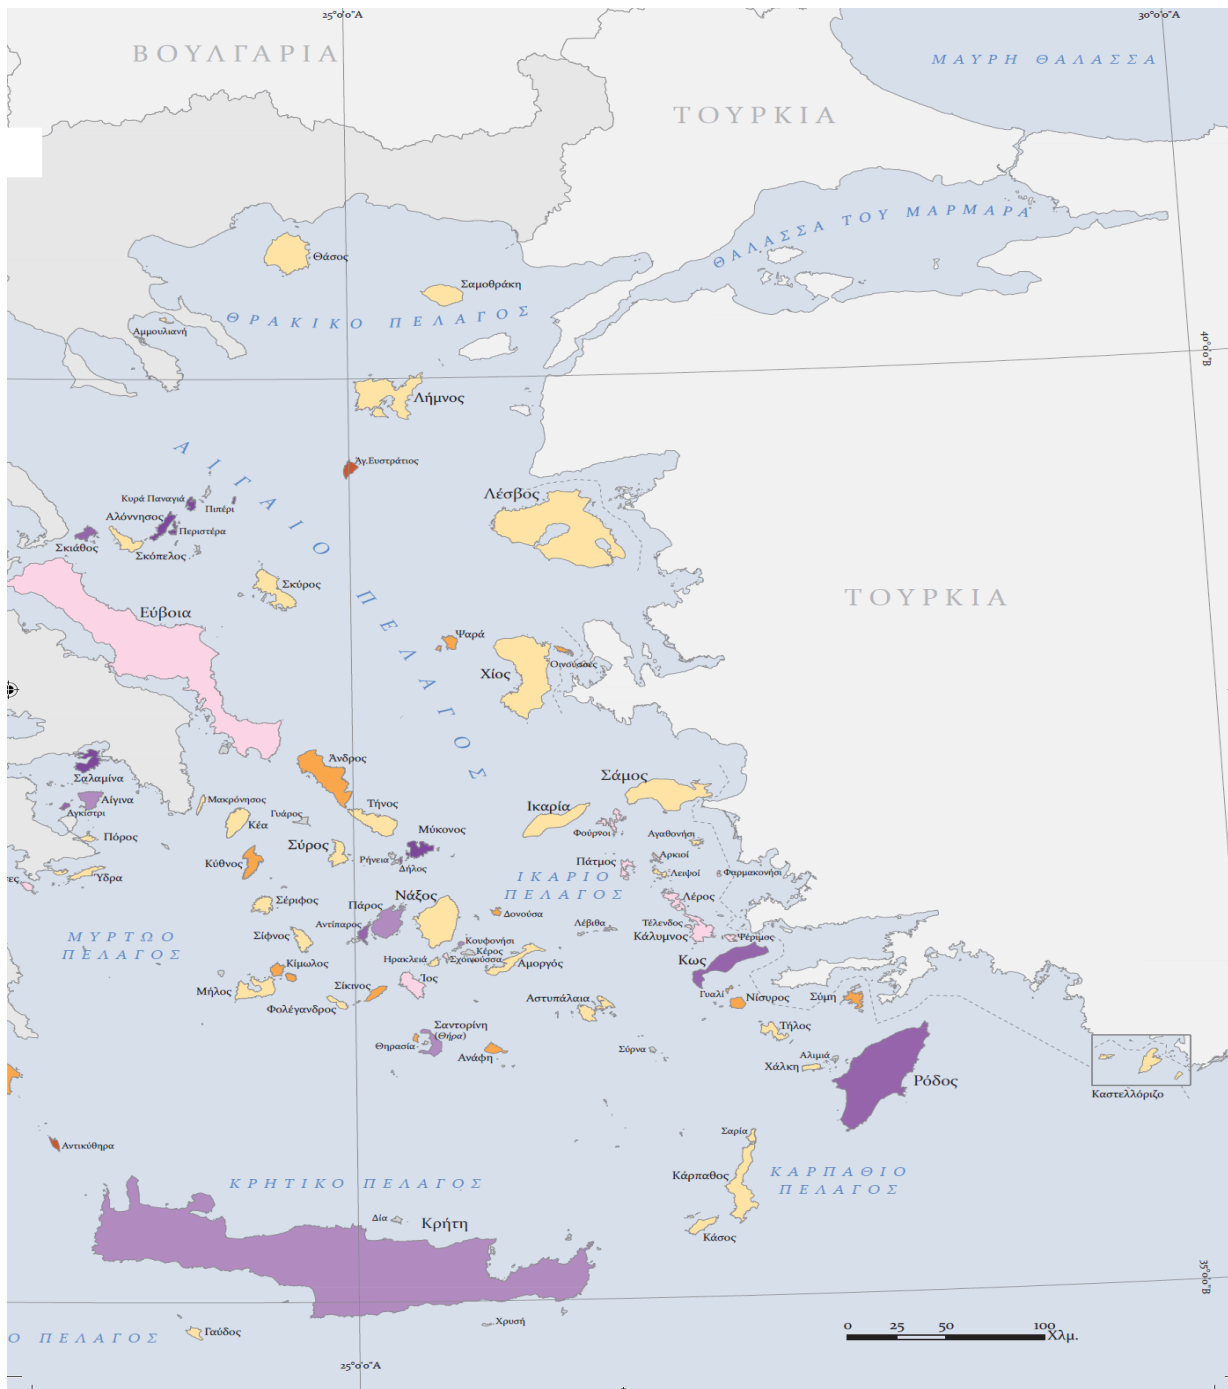 25°0'0"Α
30°0'0"Α
ΒΟΥΛΓΑΡΙΑ
ΜΑΥΡΗ ΘΑΛΑΣΣΑ
ΤΟΥΡΚΙΑ
ΘΑΛΑΣΣΑ ΤΟΥ ΜΑΡΜΑΡΑ
Θάσος
Σαμοθράκη
ΘΡΑΚΙΚΟ ΠΕΛΑΓΟΣ
Αμμουλιανή
40°0'0"Β
Λήμνος
ΑΙΓΑΙΟ ΠΕΛΑΓΟΣ
Άγ.Ευστράτιος
Κυρά Παναγιά
Πιπέρι
Λέσβος
Αλόννησος
Περιστέρα
Σκιάθος
Σκόπελος
Σκύρος
ΤΟΥΡΚΙΑ
Εύβοια
Ψαρά
Οινούσσες
Χίος
Άνδρος
Σαλαμίνα
Σάμος
Αίγινα
Μακρόνησος
Αγκίστρι
Γυάρος
Τήνος
Ικαρία
Κέα
Μύκονος
Φούρνοι
Αγαθονήσι
Πόρος
Σύρος
Ρήνεια
Δήλος
Πάτμος
Αρκιοί
Κύθνος
Ύδρα
ΙΚΑΡΙΟ
ΠΕΛΑΓΟΣ
Λειψοί
Φαρμακονήσι
τες
Σέριφος
Νάξος
Λέρος
Πάρος
Δονούσα
Αντίπαρος
Λέβιθα
Τέλενδος
Κάλυμνος
Ψέριμος
ΜΥΡΤΩΟ
ΠΕΛΑΓΟΣ
Σίφνος
Κουφονήσι
Κέρος
Ηρακλειά
Σχοινούσσα
Αμοργός
Κως
Κίμωλος
Ίος
Μήλος
Σίκινος
Γυαλί
Νίσυρος
Σύμη
Φολέγανδρος
Αστυπάλαια
Σαντορίνη
(Θήρα)
Τήλος
Θηρασία
Ανάφη
Σύρνα
Αλιμιά
Χάλκη
Ρόδος
Καστελλόριζο
Αντικύθηρα
Σαρία
Κάρπαθος
ΚΑΡΠΑΘΙΟ
ΠΕΛΑΓΟΣ
ΚΡΗΤΙΚΟ ΠΕΛΑΓΟΣ
Δία
Κρήτη
Κάσος
35°0'0"Β
Γαύδος
Χρυσή
Ο ΠΕΛΑΓΟΣ
0 25 50 100
Χλμ.
25°0'0"Α